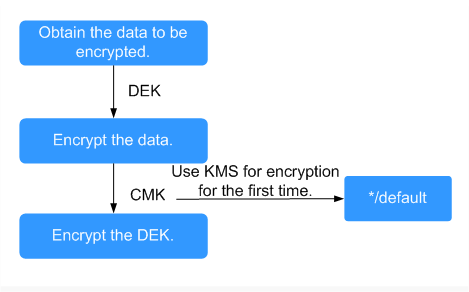 Obtain the data to be
encrypted.
DEK
Encrypt the data.
Use KMS for encryption
for the first time.
CMK
*/default
Encrypt the DEK.